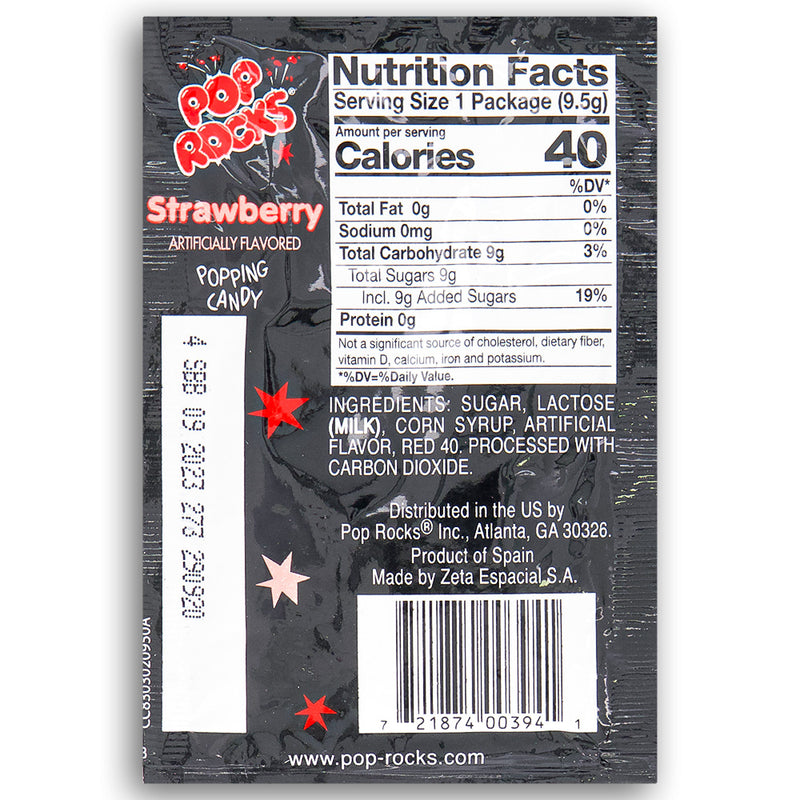 POP
ROCKS®
Strawberry
ARTIFICIALLY FLAVORED
POPPING
CANDY
Nutrition Facts
Serving Size 1 Package (9.5g)
Amount per serving
Calories 40
%DV*
Total Fat 0g 0%
Sodium 0mg 0%
Total Carbohydrate 9g 3%
Total Sugars 9g
Incl. 9g Added Sugars 19%
Protein 0g
Not a significant source of cholesterol, dietary fiber,
vitamin D, calcium, iron and potassium.
*%DV=%Daily Value.
INGREDIENTS: SUGAR, LACTOSE
(MILK), CORN SYRUP, ARTIFICIAL
FLAVOR, RED 40. PROCESSED WITH
CARBON DIOXIDE.
Distributed in the US by
Pop Rocks® Inc., Atlanta, GA 30326.
Product of Spain
Made by Zeta Espacial S.A.
7 21874 00394 1
www.pop-rocks.com